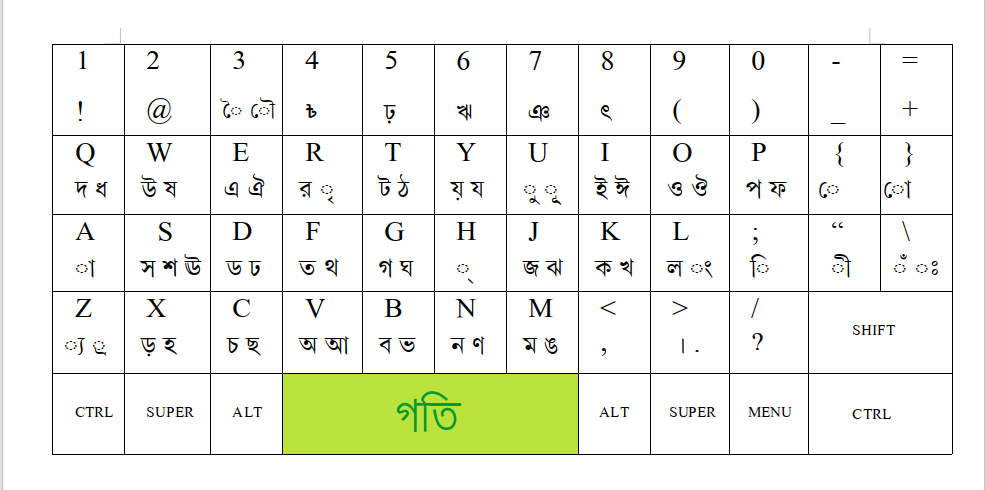 1 2 3 4 5 6 7 8 9 0 - =
! @ ৈ ৌ ৳ ঢ় ঋ ঞ ৎ ( ) _ +
Q W E R T Y U I O P { }
দ ধ উ ষ এ ঐ র ৃ ট ঠ য় য ু ূ ই ঈ ও ঔ প ফ ে ো
A S D F G H J K L ; “ \
া স শ ঊ ড ঢ ত থ গ ঘ ্ জ ঝ ক খ ল ং ি ী ঁ ঃ
Z X C V B N M < > /
্য ্র ড় হ চ ছ অ আ ব ভ ন ণ ম ঙ , । . ?
SHIFT
CTRL SUPER ALT গতি ALT SUPER MENU CTRL